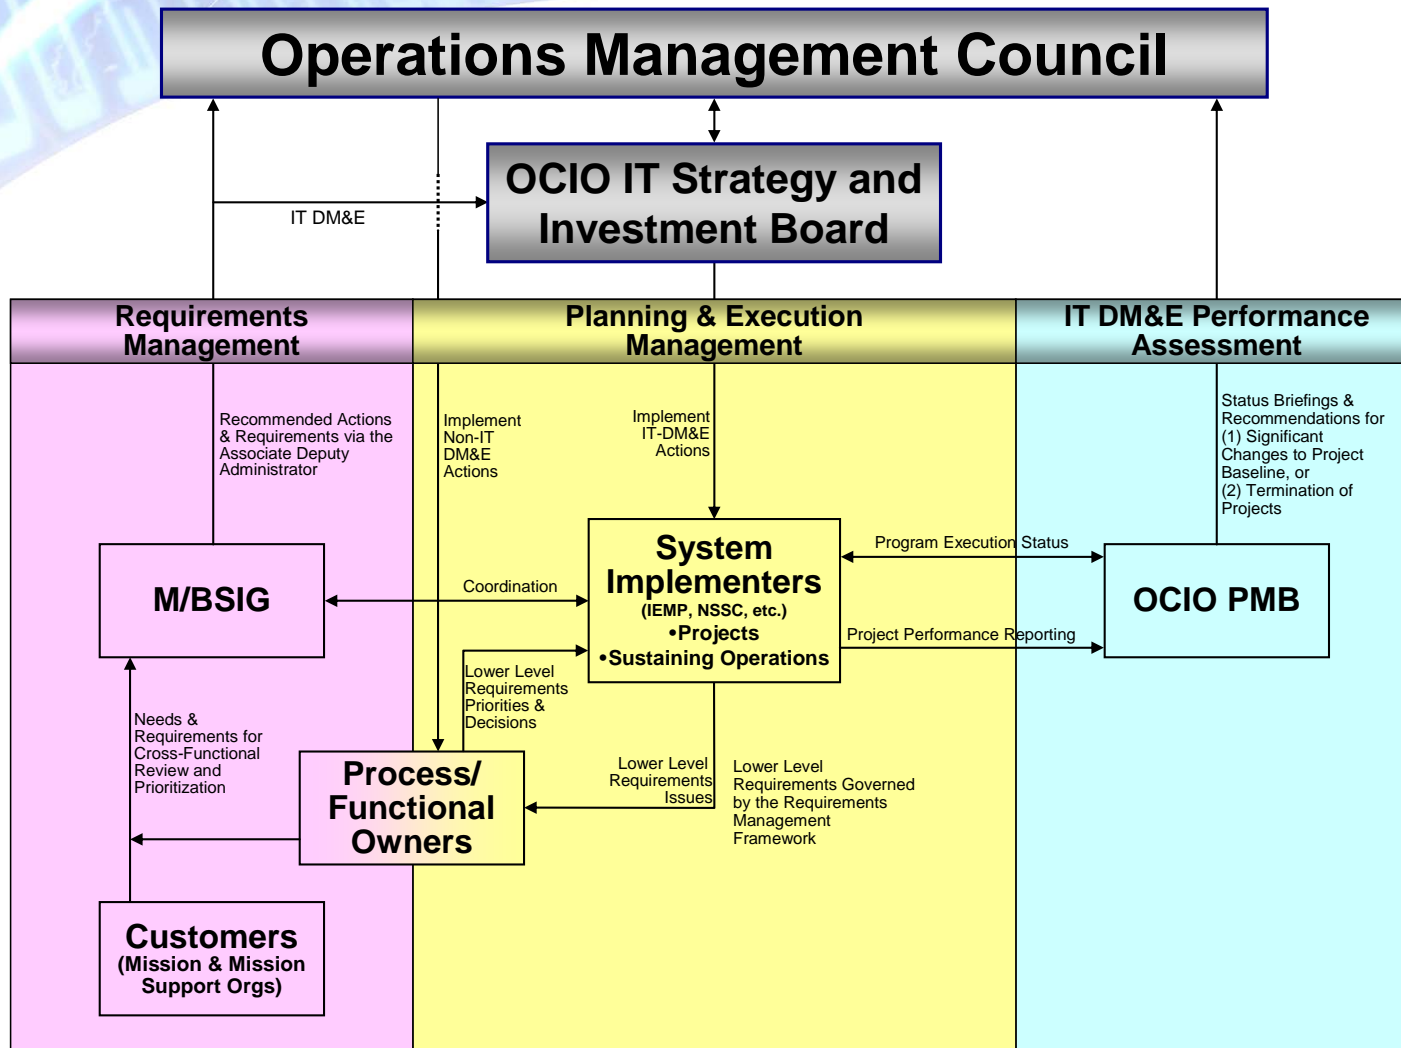 Operations Management Council
OCIO IT Strategy and
Investment Board
IT DM&E
Requirements
Management
Planning & Execution
Management
IT DM&E Performance
Assessment
Recommended Actions
& Requirements via the
Associate Deputy
Administrator
Implement
Non-IT
DM&E
Actions
Implement
IT-DM&E
Actions
Status Briefings &
Recommendations for
(1) Significant
Changes to Project
Baseline, or
(2) Termination of
Projects
M/BSIG
Coordination
System
Implementers
(IEMP, NSSC, etc.)
•Projects
•Sustaining Operations
Program Execution Status
Project Performance Reporting
OCIO PMB
Lower Level
Requirements
Priorities &
Decisions
Needs &
Requirements for
Cross-Functional
Review and
Prioritization
Process/
Functional
Owners
Lower Level
Requirements
Issues
Lower Level
Requirements Governed
by the Requirements
Management
Framework
Customers
(Mission & Mission
Support Orgs)